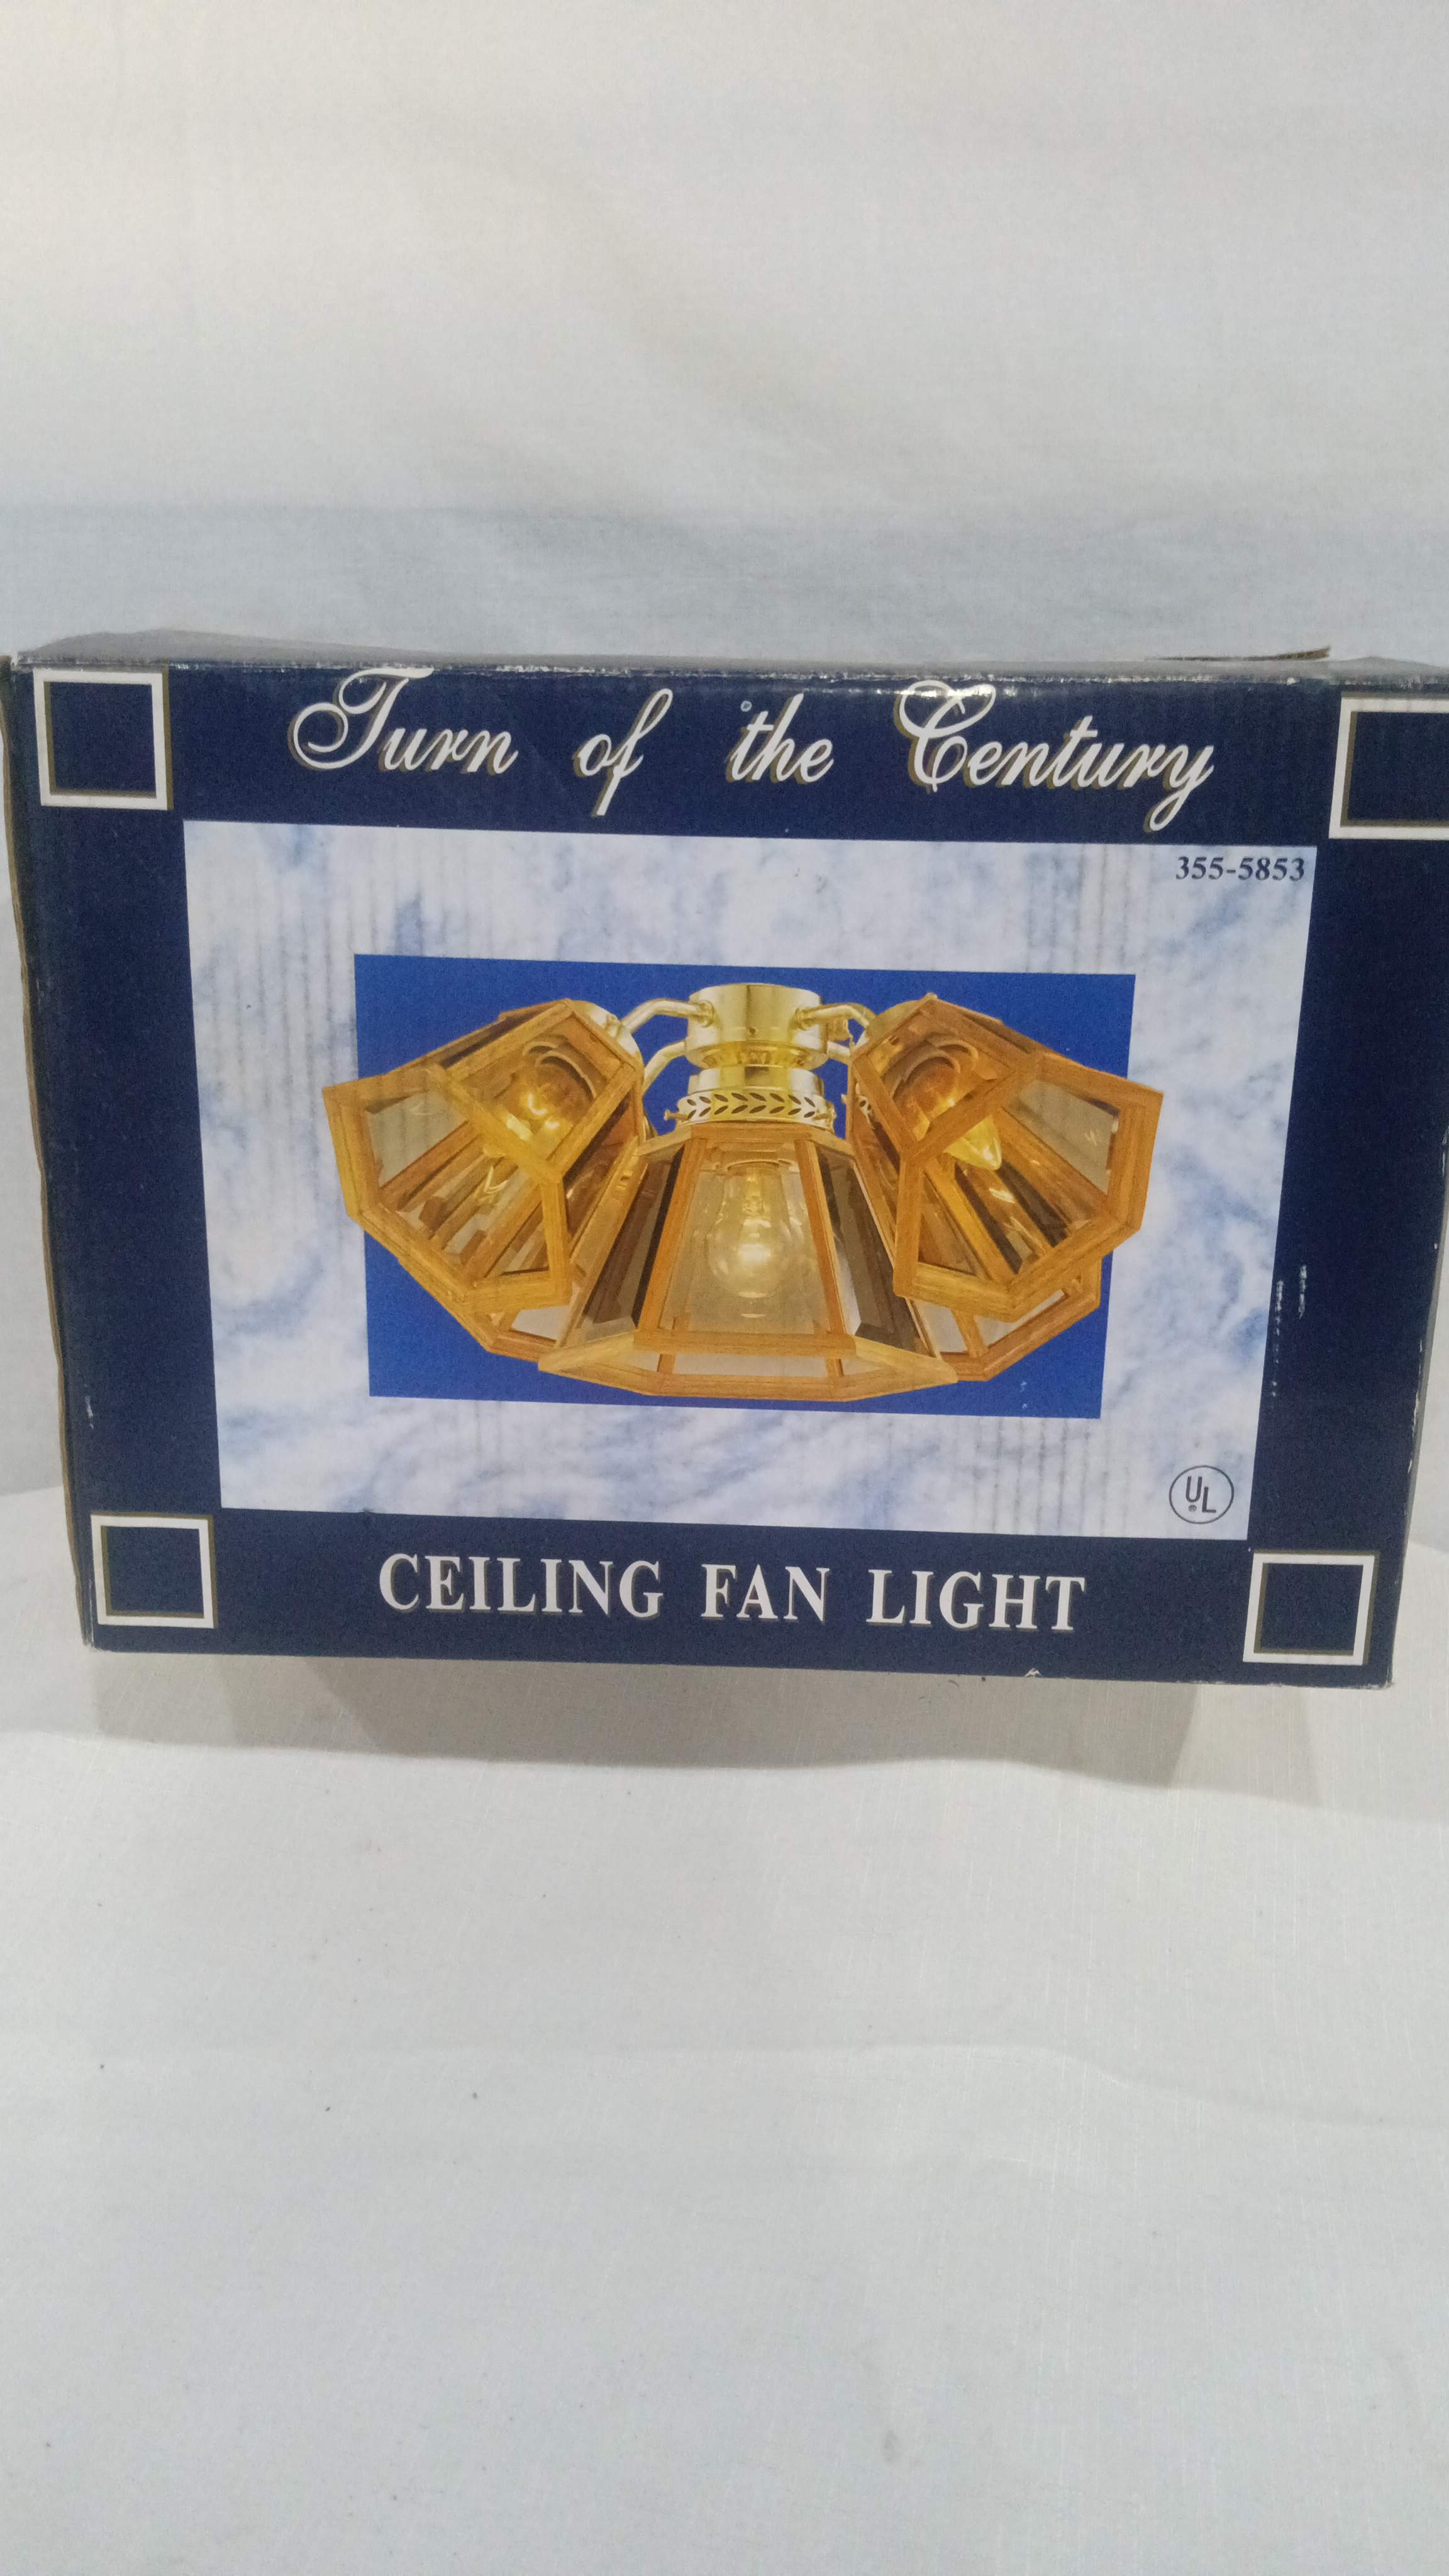 Turn of the Century
355-5853
UL
CEILING FAN LIGHT